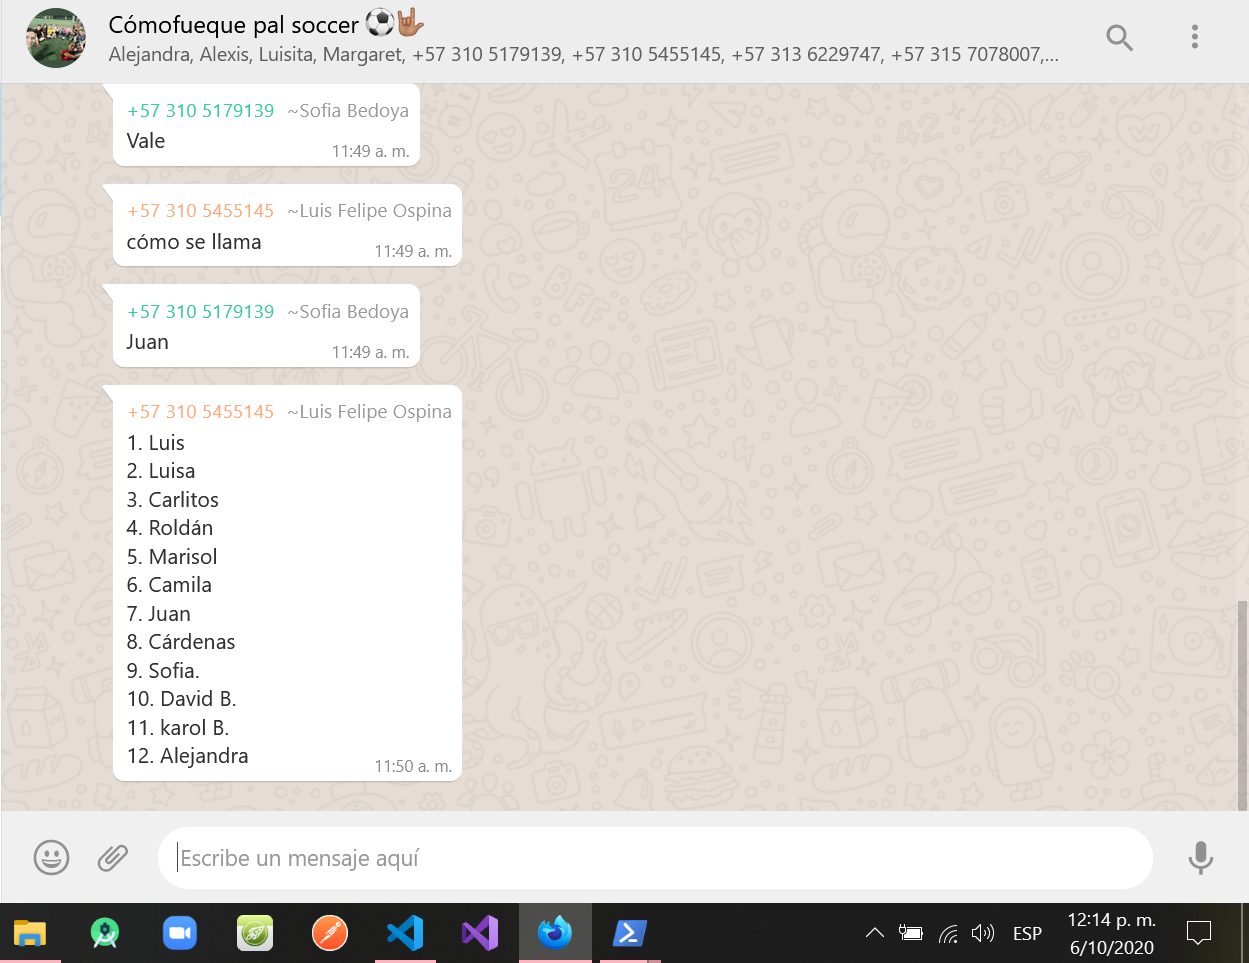 Cómofueque pal soccer ⚽🤟🏽
Alejandra, Alexis, Luisita, Margaret, +57 310 5179139, +57 310 5455145, +57 313 6229747, +57 315 7078007,...
+57 310 5179139 ~Sofia Bedoya
Vale
11:49 a. m.
+57 310 5455145 ~Luis Felipe Ospina
cómo se llama
11:49 a. m.
+57 310 5179139 ~Sofia Bedoya
Juan
11:49 a. m.
+57 310 5455145 ~Luis Felipe Ospina
1. Luis
2. Luisa
3. Carlitos
4. Roldán
5. Marisol
6. Camila
7. Juan
8. Cárdenas
9. Sofia.
10. David B.
11. karol B.
12. Alejandra
11:50 a. m.
Escribe un mensaje aquí
ESP
12:14 p. m.
6/10/2020